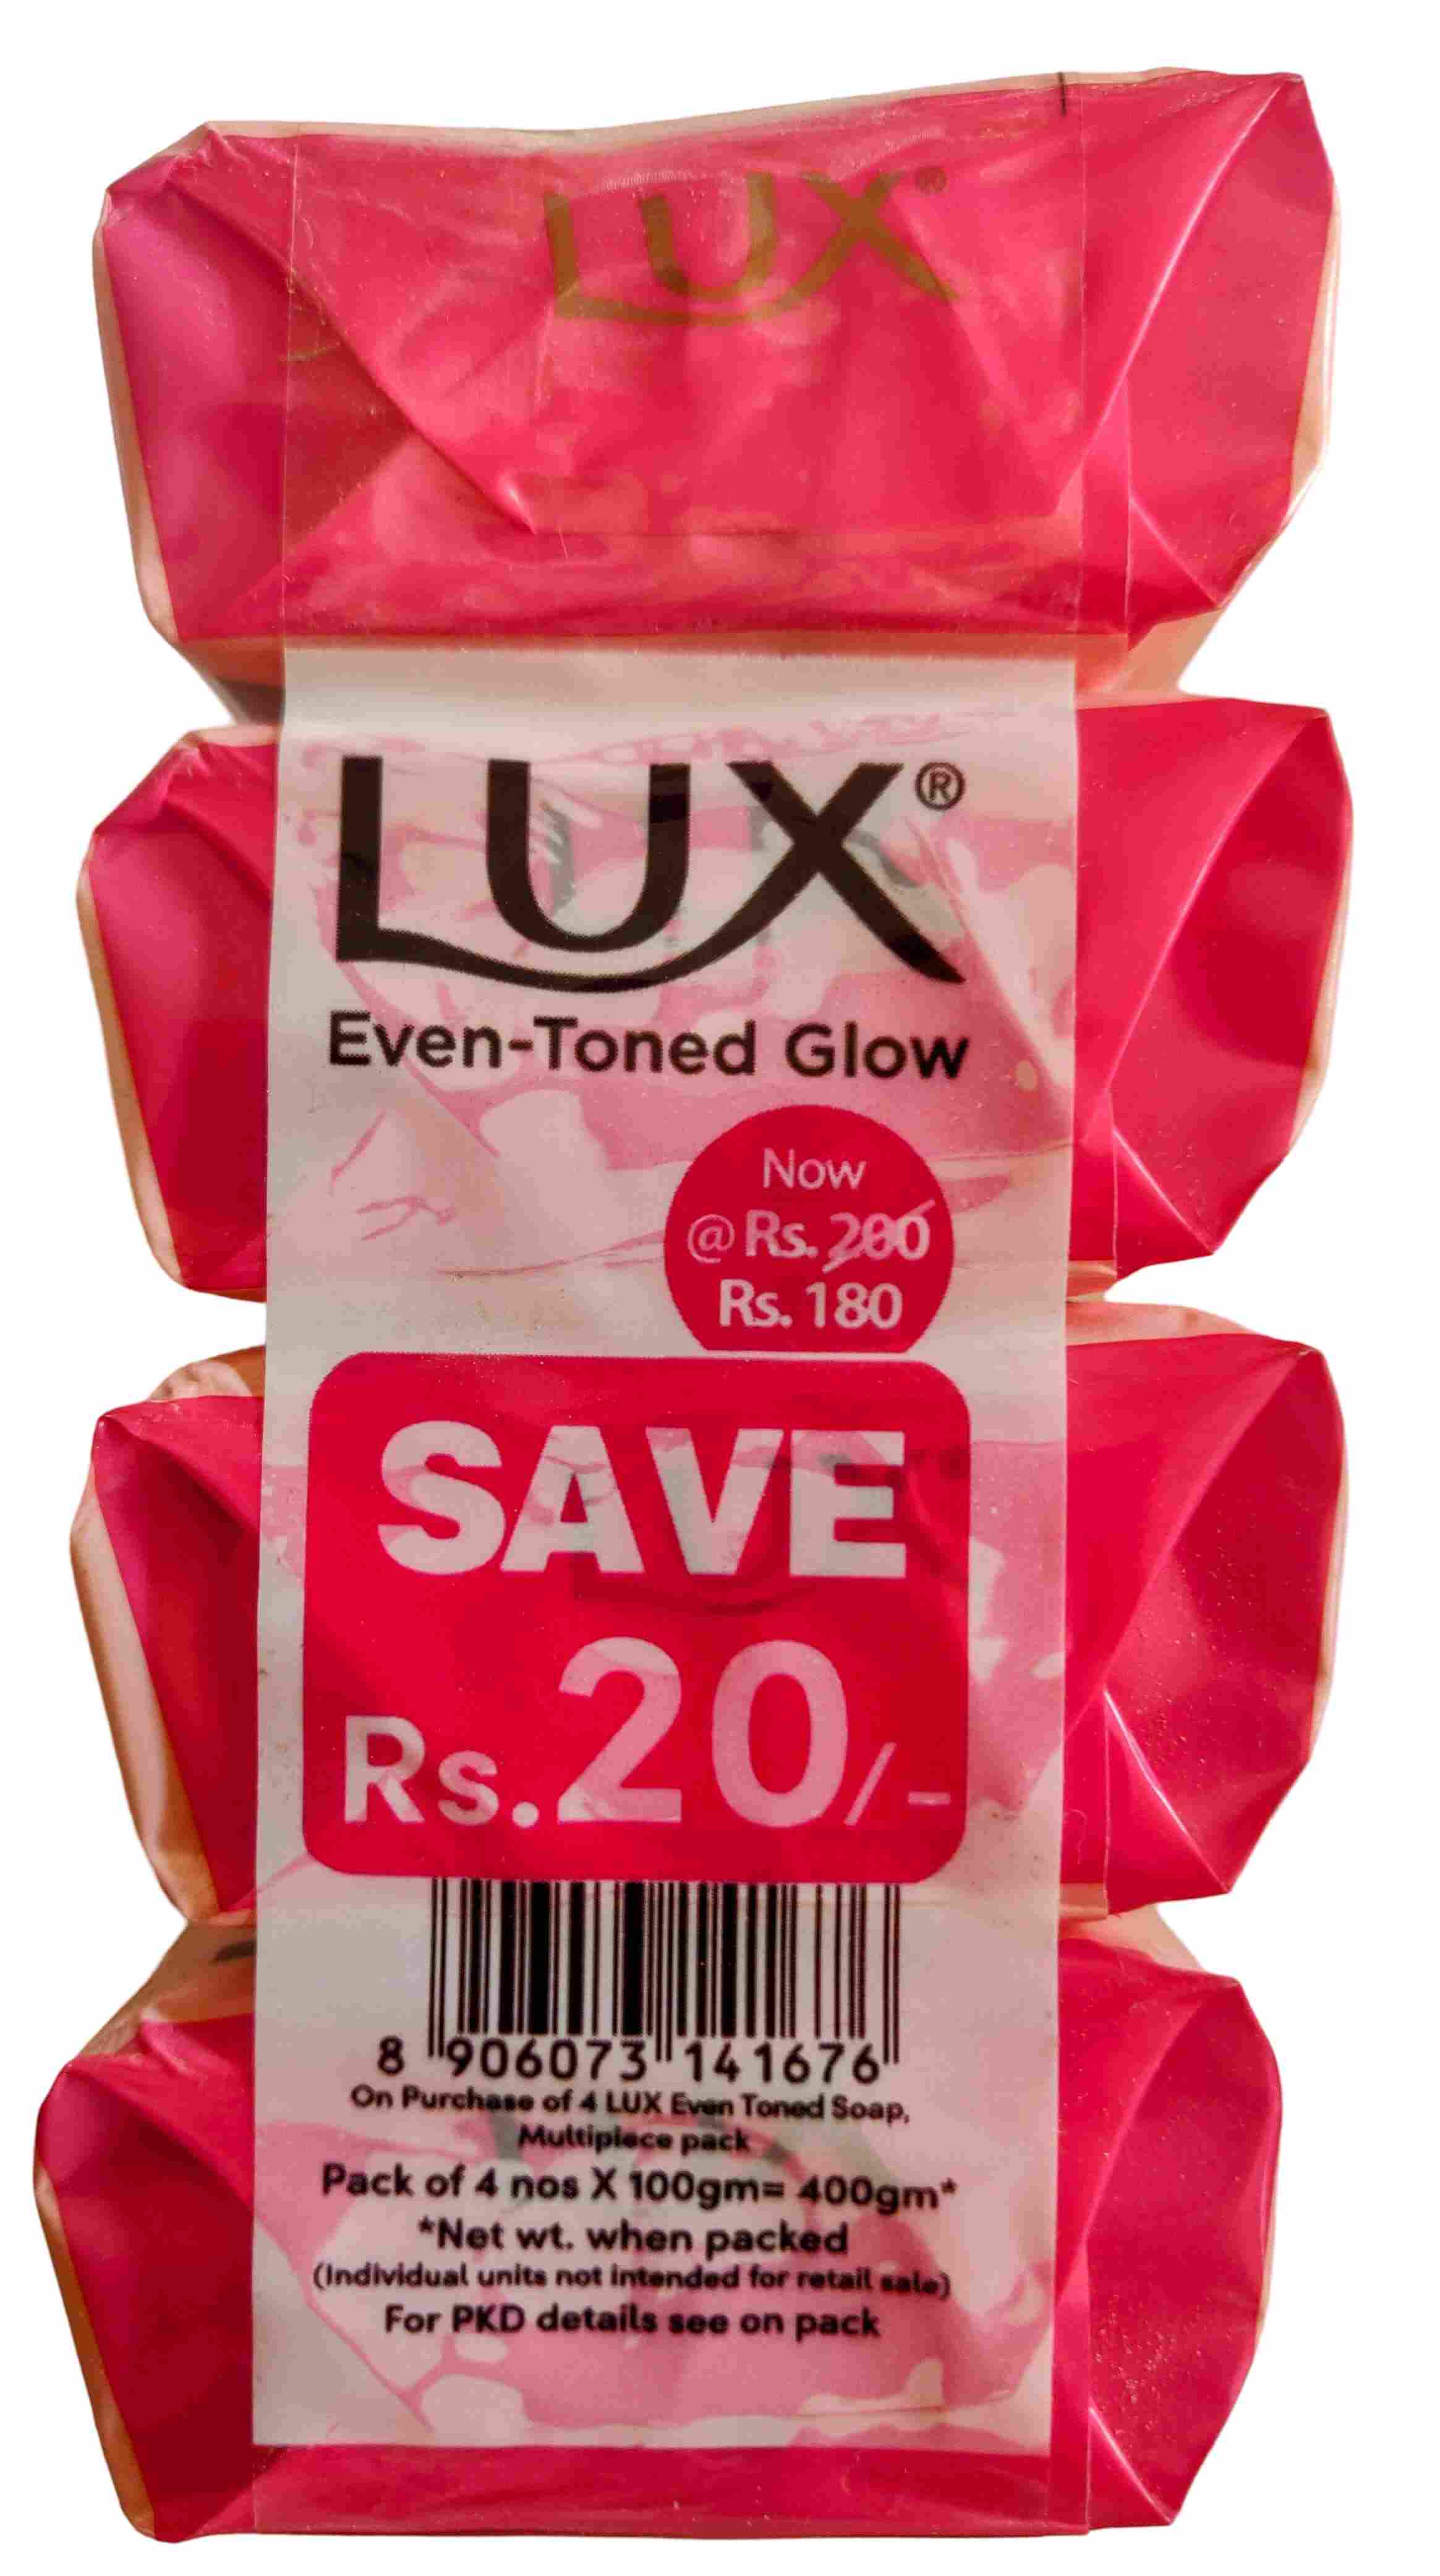 LUX®
LUX®
Even-Toned Glow
Now
@ Rs. 200
Rs. 180
SAVE
Rs.20/-
8 906073 141676
On Purchase of 4 LUX Even Toned Soap,
Multipiece pack
Pack of 4 nos X 100gm= 400gm*
*Net wt. when packed
(Individual units not intended for retail sale)
For PKD details see on pack